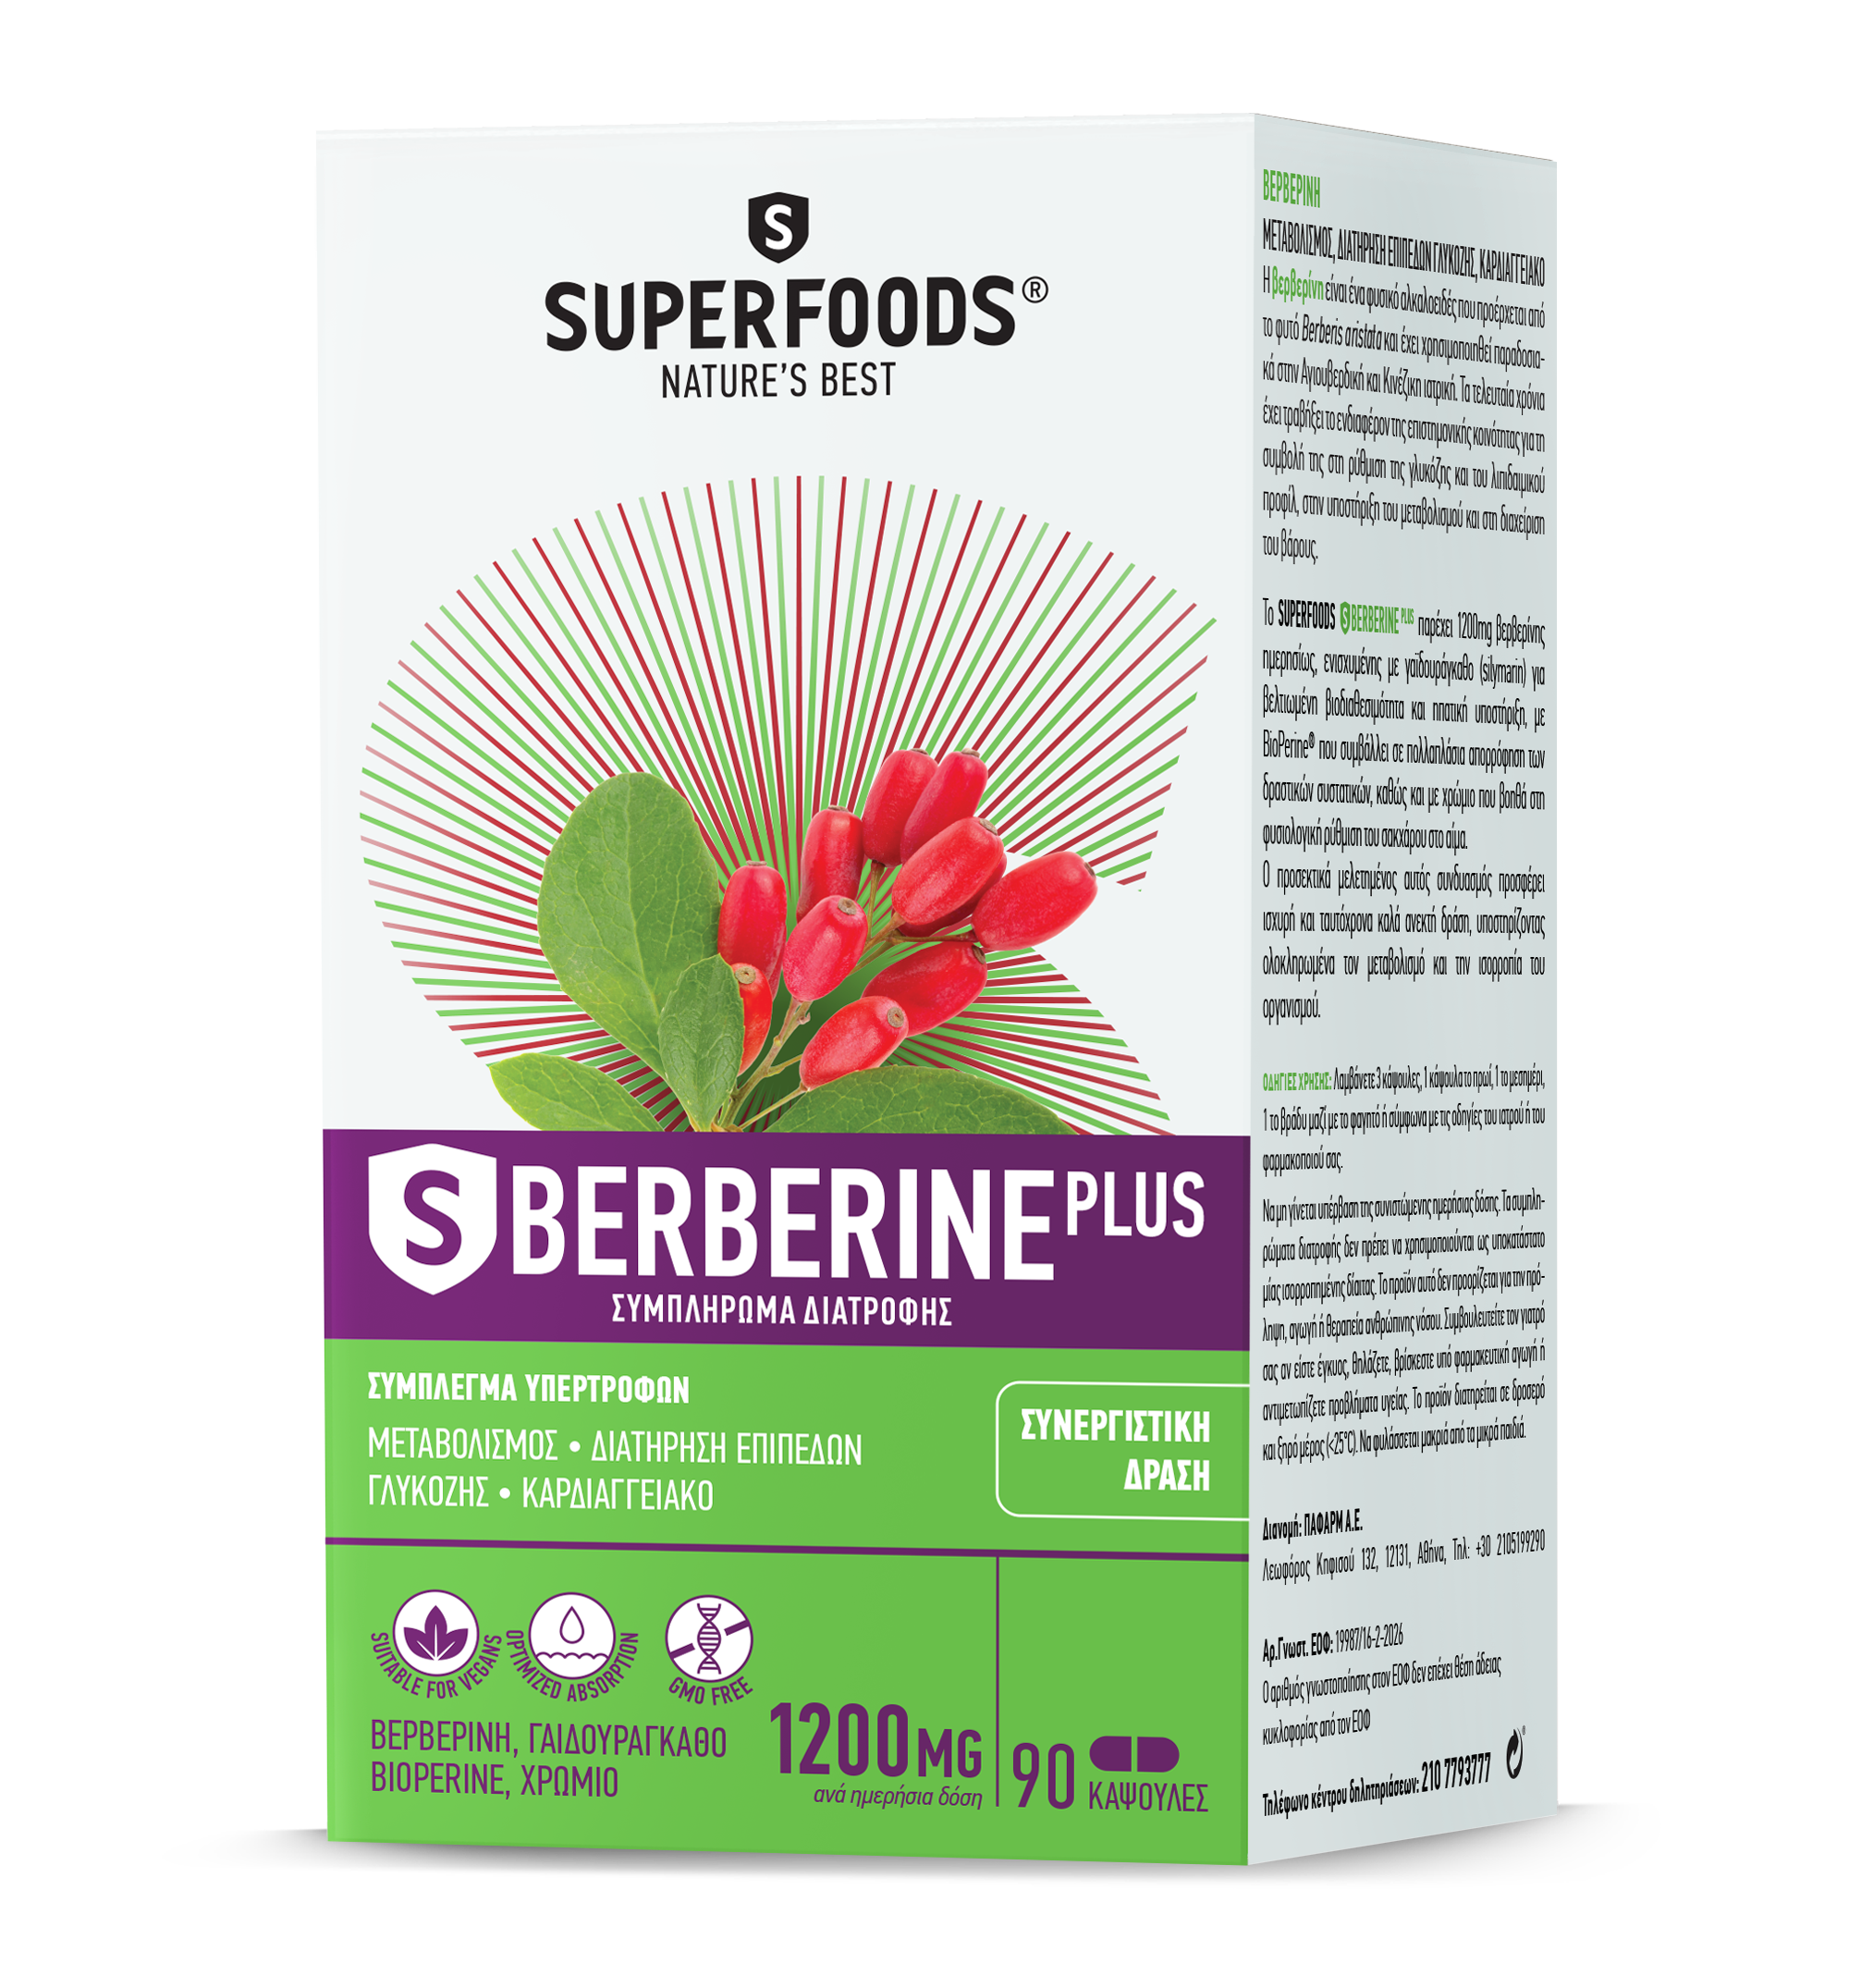 S
SUPERFOODS®
NATURE'S BEST
S BERBERINE PLUS
ΣΥΜΠΛΗΡΩΜΑ ΔΙΑΤΡΟΦΗΣ
ΣΥΜΠΛΕΓΜΑ ΥΠΕΡΤΡΟΦΩΝ
ΜΕΤΑΒΟΛΙΣΜΟΣ • ΔΙΑΤΗΡΗΣΗ ΕΠΙΠΕΔΩΝ
ΓΛΥΚΟΖΗΣ • ΚΑΡΔΙΑΓΓΕΙΑΚΟ
ΣΥΝΕΡΓΙΣΤΙΚΗ
ΔΡΑΣΗ
SUITABLE FOR VEGANS
OPTIMIZED ABSORPTION
GMO FREE
ΒΕΡΒΕΡΙΝΗ, ΓΑΙΔΟΥΡΑΓΚΑΘΟ
BIOPERINE, ΧΡΩΜΙΟ
1200MG
ανά ημερήσια δόση
90
ΚΑΨΟΥΛΕΣ
ΒΕΡΒΕΡΙΝΗ
ΜΕΤΑΒΟΛΙΣΜΟΣ, ΔΙΑΤΗΡΗΣΗ ΕΠΙΠΕΔΩΝ ΓΛΥΚΟΖΗΣ, ΚΑΡΔΙΑΓΓΕΙΑΚΟ
Η βερβερίνη είναι ένα φυσικό αλκαλοειδές που προέρχεται από
το φυτό Berberis aristata και έχει χρησιμοποιηθεί παραδοσια-
κά στην Αγιουβερδική και Κινέζικη ιατρική. Τα τελευταία χρόνια
έχει τραβήξει το ενδιαφέρον της επιστημονικής κοινότητας για τη
συμβολή της στη ρύθμιση της γλυκόζης και του λιπιδαιμικού
προφίλ, στην υποστήριξη του μεταβολισμού και στη διαχείριση
του βάρους.
Το SUPERFOODS S BERBERINE PLUS παρέχει 1200mg βερβερίνης
ημερησίως, ενισχυμένης με γαϊδουράγκαθο (silymarin) για
βελτιωμένη βιοδιαθεσιμότητα και ηπατική υποστήριξη, με
BioPerine® που συμβάλλει σε πολλαπλάσια απορρόφηση των
δραστικών συστατικών, καθώς και με χρώμιο που βοηθά στη
φυσιολογική ρύθμιση του σακχάρου στο αίμα.
Ο προσεκτικά μελετημένος αυτός συνδυασμός προσφέρει
ισχυρή και ταυτόχρονα καλά ανεκτή δράση, υποστηρίζοντας
ολοκληρωμένα τον μεταβολισμό και την ισορροπία του
οργανισμού.
ΟΔΗΓΙΕΣ ΧΡΗΣΗΣ: Λαμβάνετε 3 κάψουλες, 1 κάψουλα το πρωί, 1 το μεσημέρι,
1 το βράδυ μαζί με το φαγητό ή σύμφωνα με τις οδηγίες του ιατρού ή του
φαρμακοποιού σας.
Να μη γίνεται υπέρβαση της συνιστώμενης ημερήσιας δόσης. Τα συμπλη-
ρώματα διατροφής δεν πρέπει να χρησιμοποιούνται ως υποκατάστατο
μίας ισορροπημένης δίαιτας. Το προϊόν αυτό δεν προορίζεται για την πρό-
ληψη, αγωγή ή θεραπεία ανθρώπινης νόσου. Συμβουλευτείτε τον γιατρό
σας αν είστε έγκυος, θηλάζετε, βρίσκεστε υπό φαρμακευτική αγωγή ή
αντιμετωπίζετε προβλήματα υγείας. Το προϊόν διατηρείται σε δροσερό
και ξηρό μέρος (<25°C). Να φυλάσσεται μακριά από τα μικρά παιδιά.
Διανομή: ΠΑΦΑΡΜ Α.Ε.
Λεωφόρος Κηφισού 132, 12131, Αθήνα, Τηλ: +30 2105199290
Αρ.Γνωστ. ΕΟΦ: 19987/16-2-2026
Ο αριθμός γνωστοποίησης στον ΕΟΦ δεν επέχει θέση άδειας
κυκλοφορίας από τον ΕΟΦ
Τηλέφωνο κέντρου δηλητηριάσεων: 210 7793777